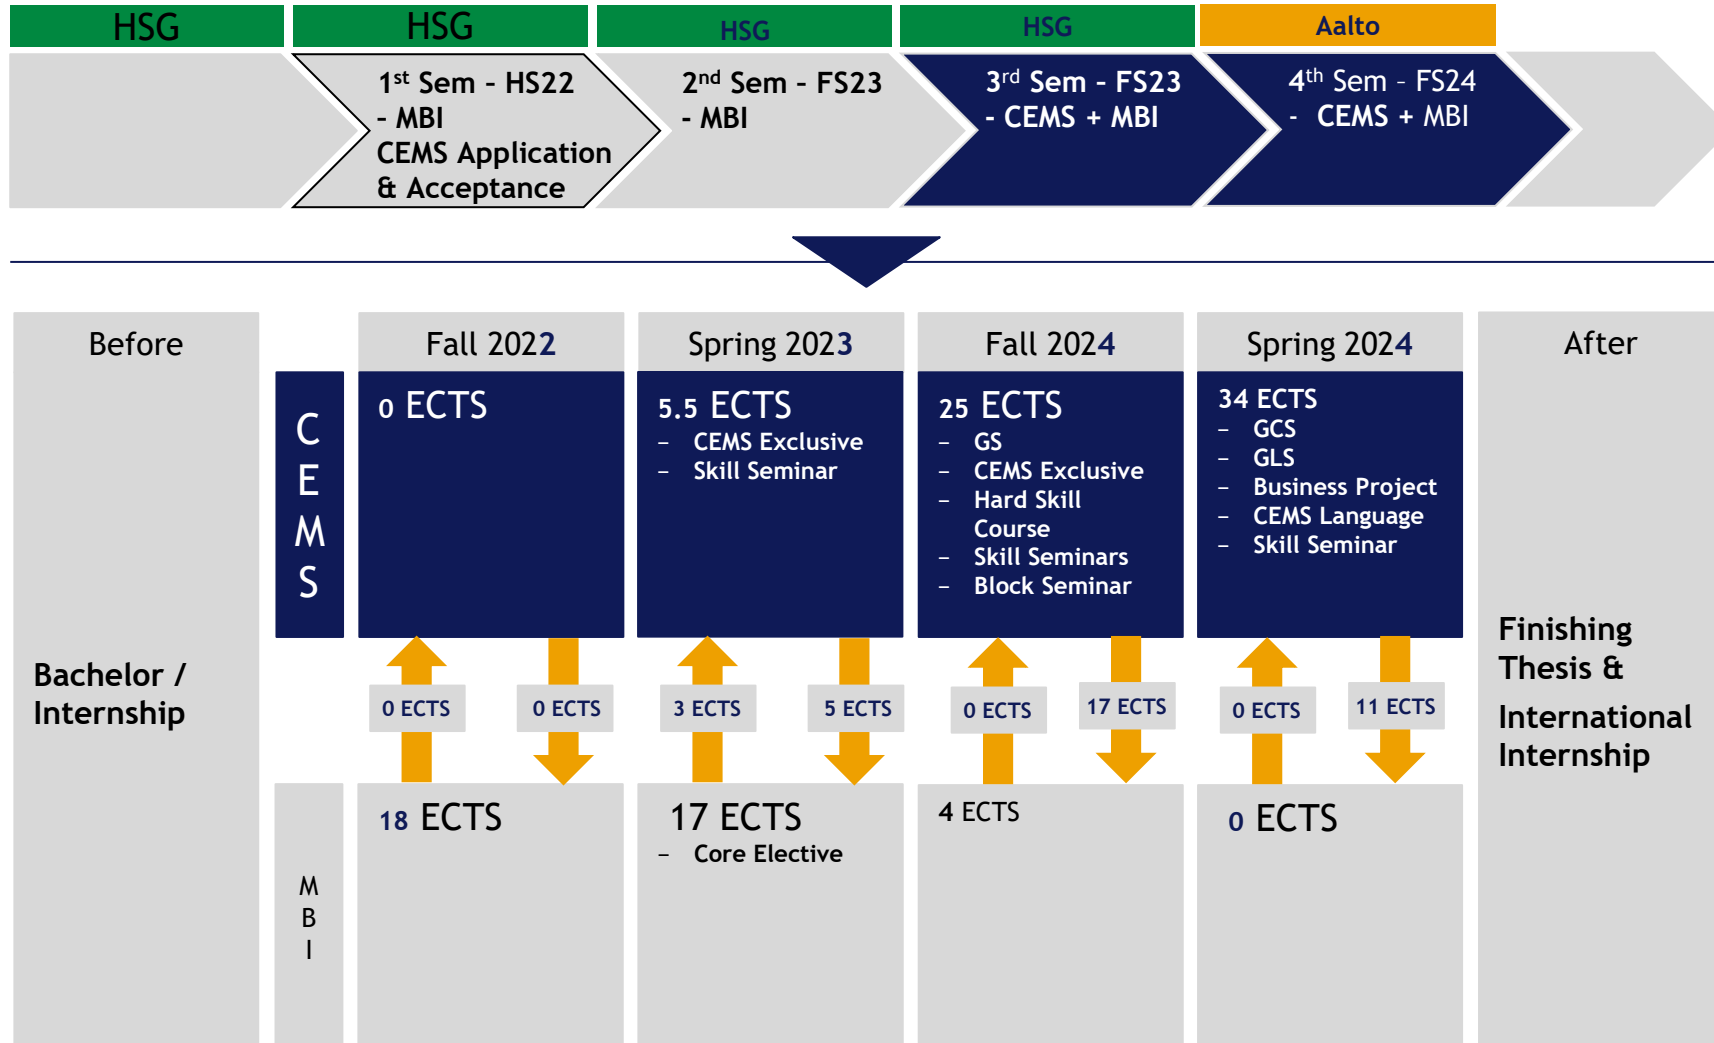 HSG
HSG
HSG
HSG
Aalto
1st Sem – HS22
– MBI
CEMS Application
& Acceptance
2nd Sem – FS23
- MBI
3rd Sem – FS23
- CEMS + MBI
4th Sem – FS24
- CEMS + MBI
Before
Bachelor /
Internship
C
E
M
S
M
B
I
Fall 2022
0 ECTS
0 ECTS
0 ECTS
18 ECTS
Spring 2023
5.5 ECTS
– CEMS Exclusive
– Skill Seminar
3 ECTS
5 ECTS
17 ECTS
– Core Elective
Fall 2024
25 ECTS
– GS
– CEMS Exclusive
– Hard Skill
Course
– Skill Seminars
– Block Seminar
0 ECTS
17 ECTS
4 ECTS
Spring 2024
34 ECTS
– GCS
– GLS
– Business Project
– CEMS Language
– Skill Seminar
0 ECTS
11 ECTS
0 ECTS
After
Finishing
Thesis &
International
Internship